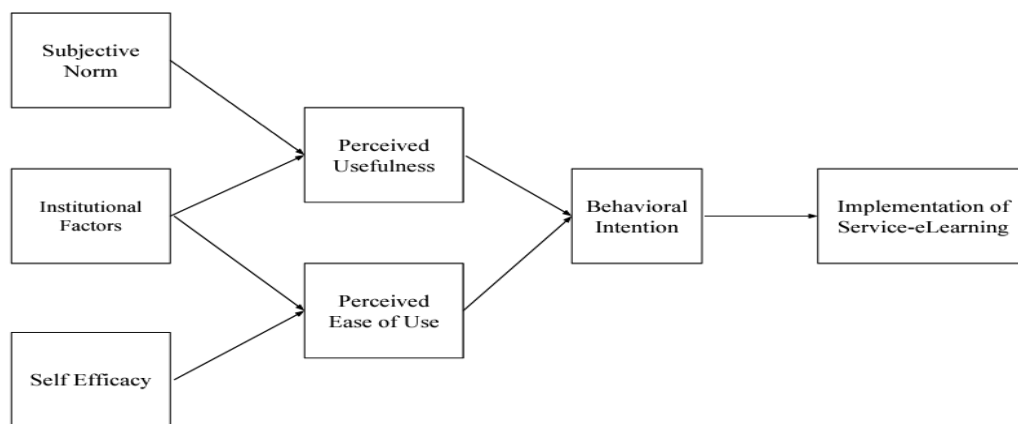 Subjective
Norm
Perceived
Usefulness
Institutional
Factors
Behavioral
Intention
Implementation of
Service-eLearning
Perceived
Ease of Use
Self Efficacy